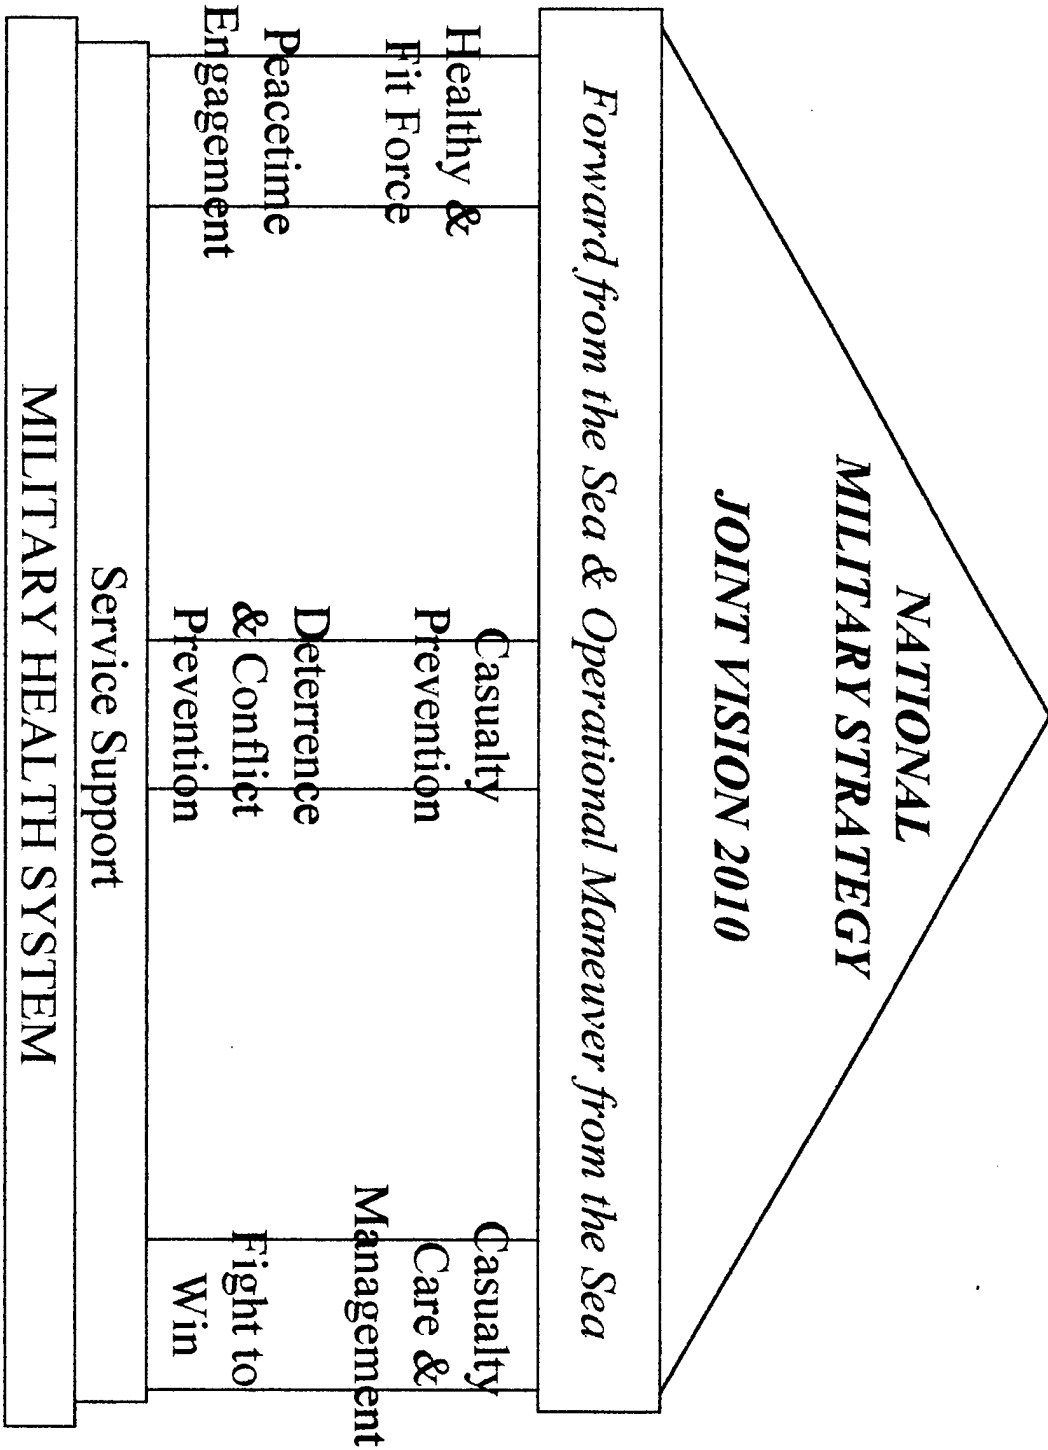 NATIONAL
MILITARY STRATEGY
JOINT VISION 2010
Forward from the Sea & Operational Maneuver from the Sea
Healthy &
Fit Force
Peacetime
Engagement
Casualty
Prevention
Deterrence
& Conflict
Prevention
Casualty
Care &
Management
Fight to
Win
Service Support
MILITARY HEALTH SYSTEM